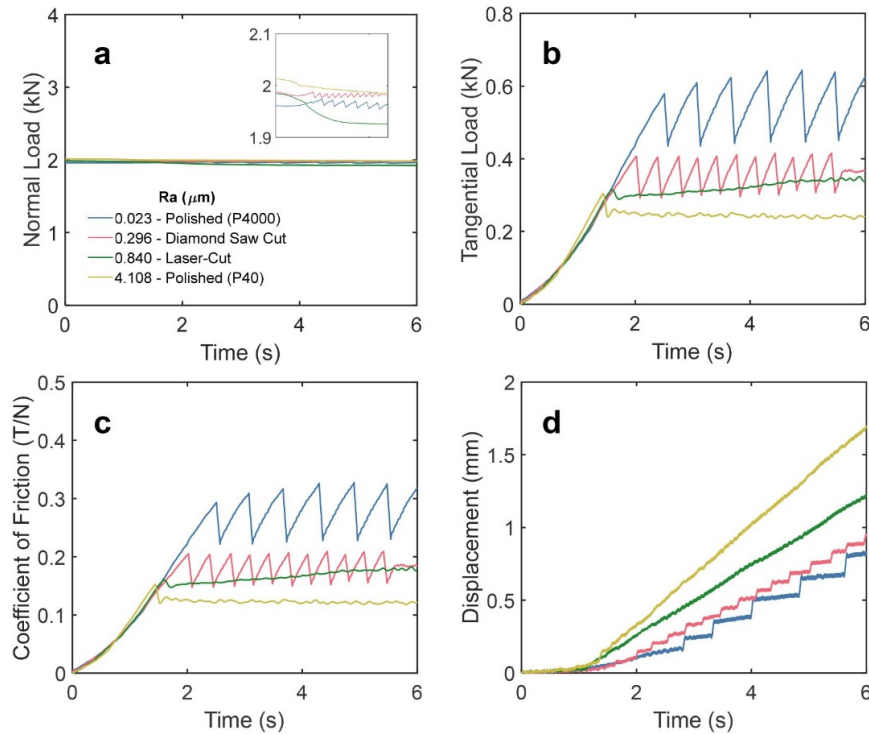 a
Normal Load (kN)
4
3
2
1
0
2.1
2
1.9
Ra (μm)
0.023 - Polished (P4000)
0.296 - Diamond Saw Cut
0.840 - Laser-Cut
4.108 - Polished (P40)
0 2 4 6
Time (s)
b
Tangential Load (kN)
0.8
0.6
0.4
0.2
0
0 2 4 6
Time (s)
c
Coefficient of Friction (T/N)
0.5
0.4
0.3
0.2
0.1
0
0 2 4 6
Time (s)
d
Displacement (mm)
2
1.5
1
0.5
0
0 2 4 6
Time (s)